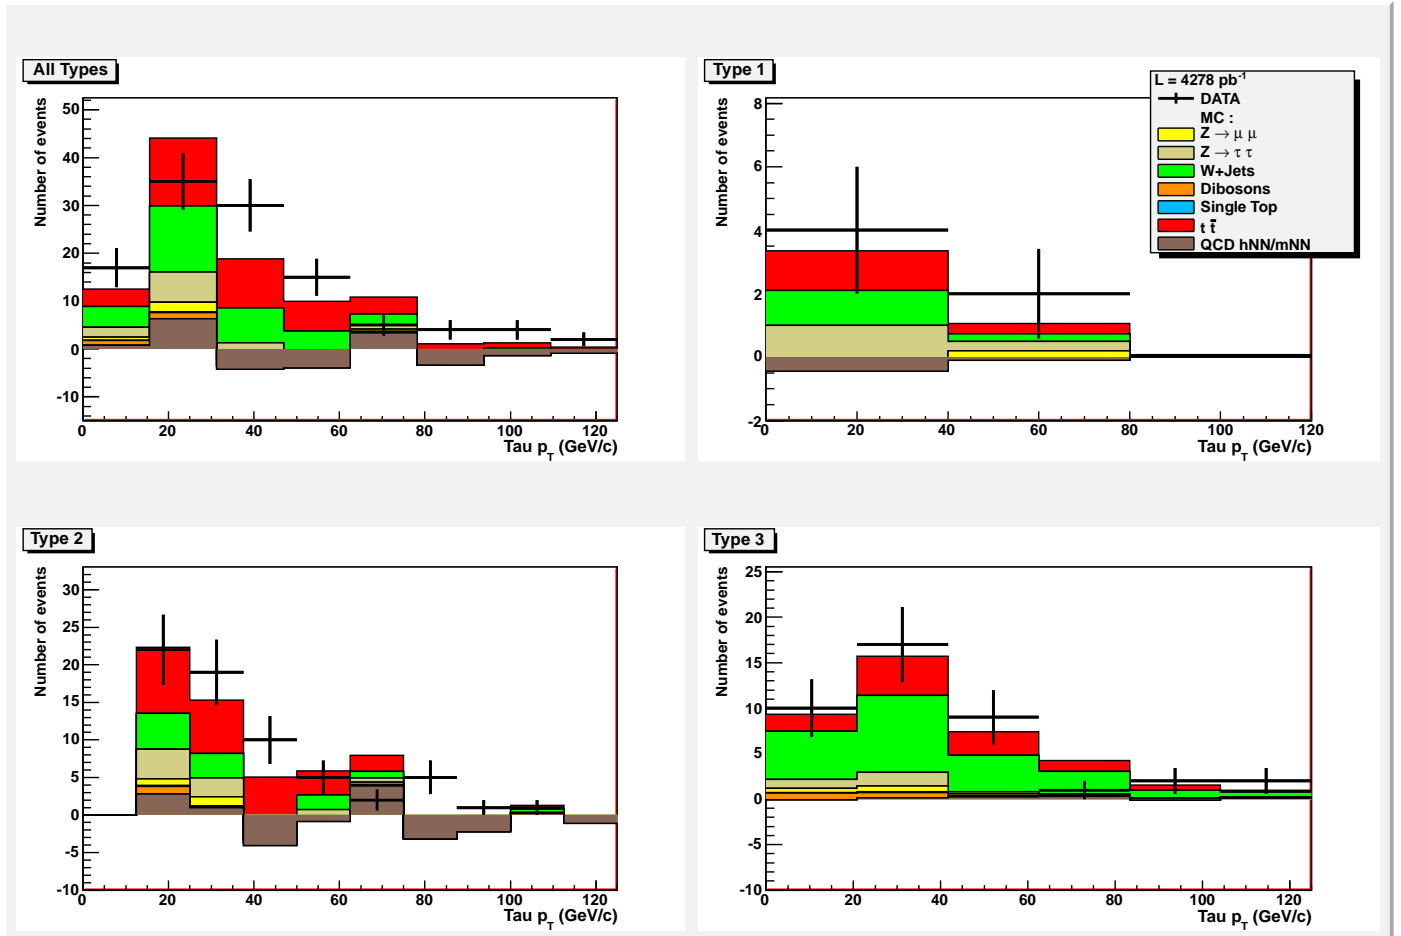 All Types
Number of events
50
40
30
20
10
0
-10
0 20 40 60 80 100 120
Tau pT (GeV/c)
Type 1
Number of events
8
6
4
2
0
-2
0 20 40 60 80 100 120
Tau pT (GeV/c)
L = 4278 pb-1
DATA
MC :
Z → μ μ
Z → τ τ
W+Jets
Dibosons
Single Top
t t̄
QCD hNN/mNN
Type 2
Number of events
30
25
20
15
10
5
0
-5
-10
0 20 40 60 80 100 120
Tau pT (GeV/c)
Type 3
Number of events
25
20
15
10
5
0
-5
-10
0 20 40 60 80 100 120
Tau pT (GeV/c)